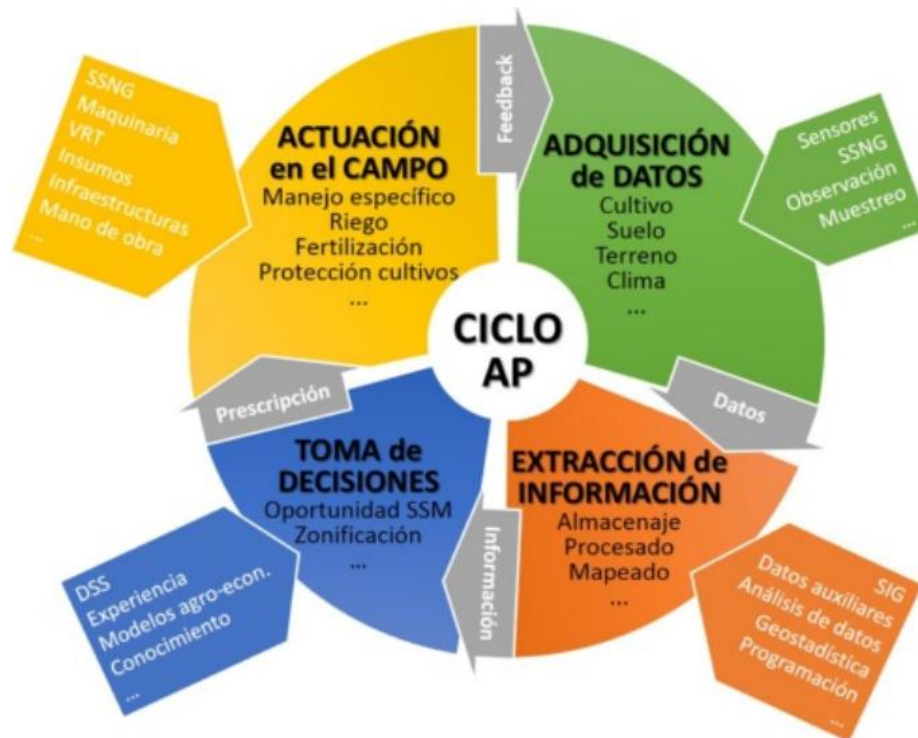 SSNG
Maquinaria
VRT
Insumos
Infraestructuras
Mano de obra
...
ACTUACIÓN
en el CAMPO
Manejo específico
Riego
Fertilización
Protección cultivos
...
Feedback
ADQUISICIÓN
de DATOS
Cultivo
Suelo
Terreno
Clima
...
Sensores
SSNG
Observación
Muestreo
...
CICLO
AP
Prescripción
Datos
TOMA de
DECISIONES
Oportunidad SSM
Zonificación
...
Información
EXTRACCIÓN de
INFORMACIÓN
Almacenaje
Procesado
Mapeado
...
DSS
Experiencia
Modelos agro-econ.
Conocimiento
...
SIG
Datos auxiliares
Análisis de datos
Geostadística
Programación
...